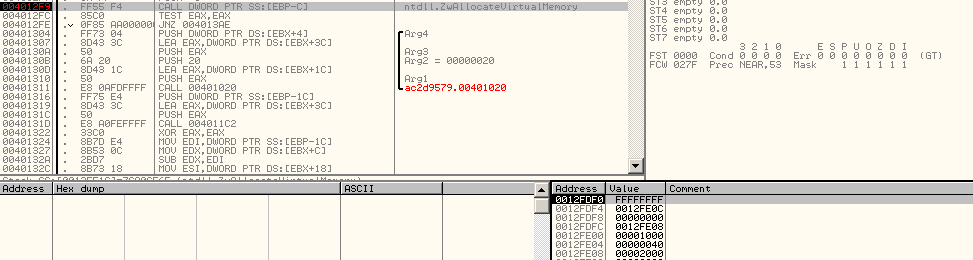 004012F9 . FF55 F4 CALL DWORD PTR SS:[EBP-C] ntdll.ZwAllocateVirtualMemory
004012FC . 85C0 TEST EAX,EAX
004012FE .v 0F85 AA000000 JNZ 004013AE
00401304 . FF73 04 PUSH DWORD PTR DS:[EBX+4] Arg4
00401307 . 8D43 3C LEA EAX,DWORD PTR DS:[EBX+3C]
0040130A . 50 PUSH EAX Arg3
0040130B . 6A 20 PUSH 20 Arg2 = 00000020
0040130D . 8D43 1C LEA EAX,DWORD PTR DS:[EBX+1C]
00401310 . 50 PUSH EAX Arg1
00401311 . E8 0AFDFFFF CALL 00401020 ac2d9579.00401020
00401316 . FF75 E4 PUSH DWORD PTR SS:[EBP-1C]
00401319 . 8D43 3C LEA EAX,DWORD PTR DS:[EBX+3C]
0040131C . 50 PUSH EAX
0040131D . E8 A0FEFFFF CALL 004011C2
00401322 . 33C0 XOR EAX,EAX
00401324 . 8B7D E4 MOV EDI,DWORD PTR SS:[EBP-1C]
00401327 . 8B53 0C MOV EDX,DWORD PTR DS:[EBX+C]
0040132A . 2BD7 SUB EDX,EDI
0040132C . 8B73 18 MOV ESI,DWORD PTR DS:[EBX+18]
ST3 empty 0.0
ST4 empty 0.0
ST5 empty 0.0
ST6 empty 0.0
ST7 empty 0.0
3 2 1 0 E S P U O Z D I
FST 0000 Cond 0 0 0 0 Err 0 0 0 0 0 0 0 0 (GT)
FCW 027F Prec NEAR,53 Mask 1 1 1 1 1 1
Address Hex dump ASCII
Address Value Comment
0012FDF0 FFFFFFFF
0012FDF4 0012FE0C
0012FDF8 00000000
0012FDFC 0012FE08
0012FE00 00001000
0012FE04 00000040
0012FE08 00002000